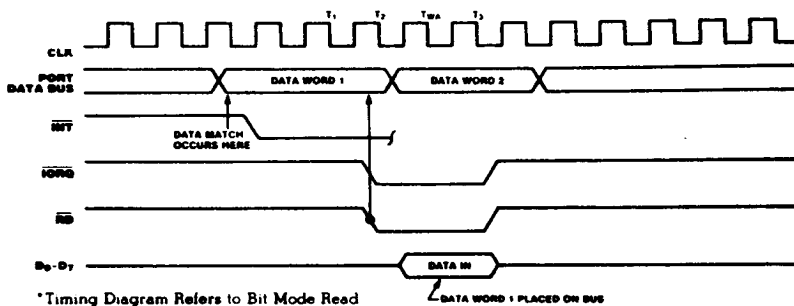 T1 T2 TWA T3
CLK
PORT
DATA BUS
DATA WORD 1 DATA WORD 2
INT
DATA MATCH
OCCURS HERE
IORQ
RD
D0-D7
DATA IN
*Timing Diagram Refers to Bit Mode Read
DATA WORD 1 PLACED ON BUS